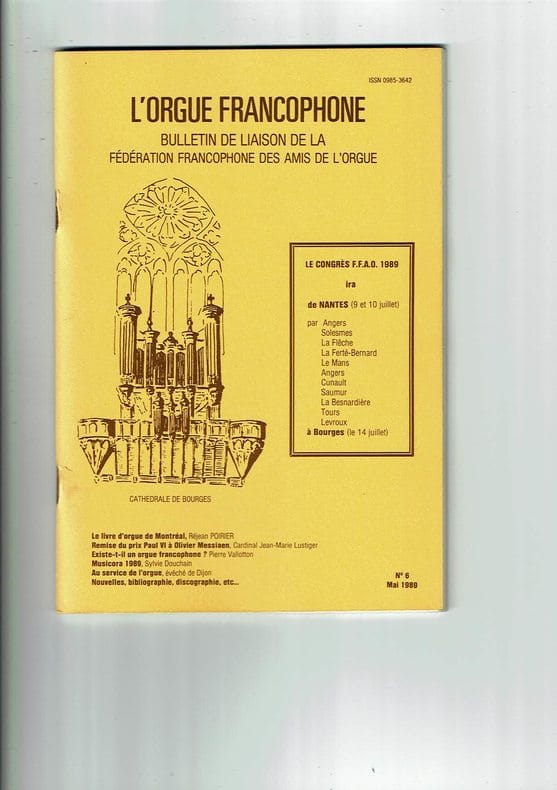 ISSN 0985-3642
L'ORGUE FRANCOPHONE
BULLETIN DE LIAISON DE LA
FÉDÉRATION FRANCOPHONE DES AMIS DE L'ORGUE
LE CONGRÈS F.F.A.O. 1989
ira
de NANTES (9 et 10 juillet)
par Angers
Solesmes
La Flêche
La Ferté-Bernard
Le Mans
Angers
Cunault
Saumur
La Besnardière
Tours
Levroux
à Bourges (le 14 juillet)
CATHEDRALE DE BOURGES
Le livre d'orgue de Montréal, Réjean POIRIER
Remise du prix Paul VI à Olivier Messiaen, Cardinal Jean-Marie Lustiger
Existe-t-il un orgue francophone ? Pierre Vallotton
Musicora 1989, Sylvie Douchain
Au service de l'orgue, évêché de Dijon
Nouvelles, bibliographie, discographie, etc...
N° 6
Mai 1989